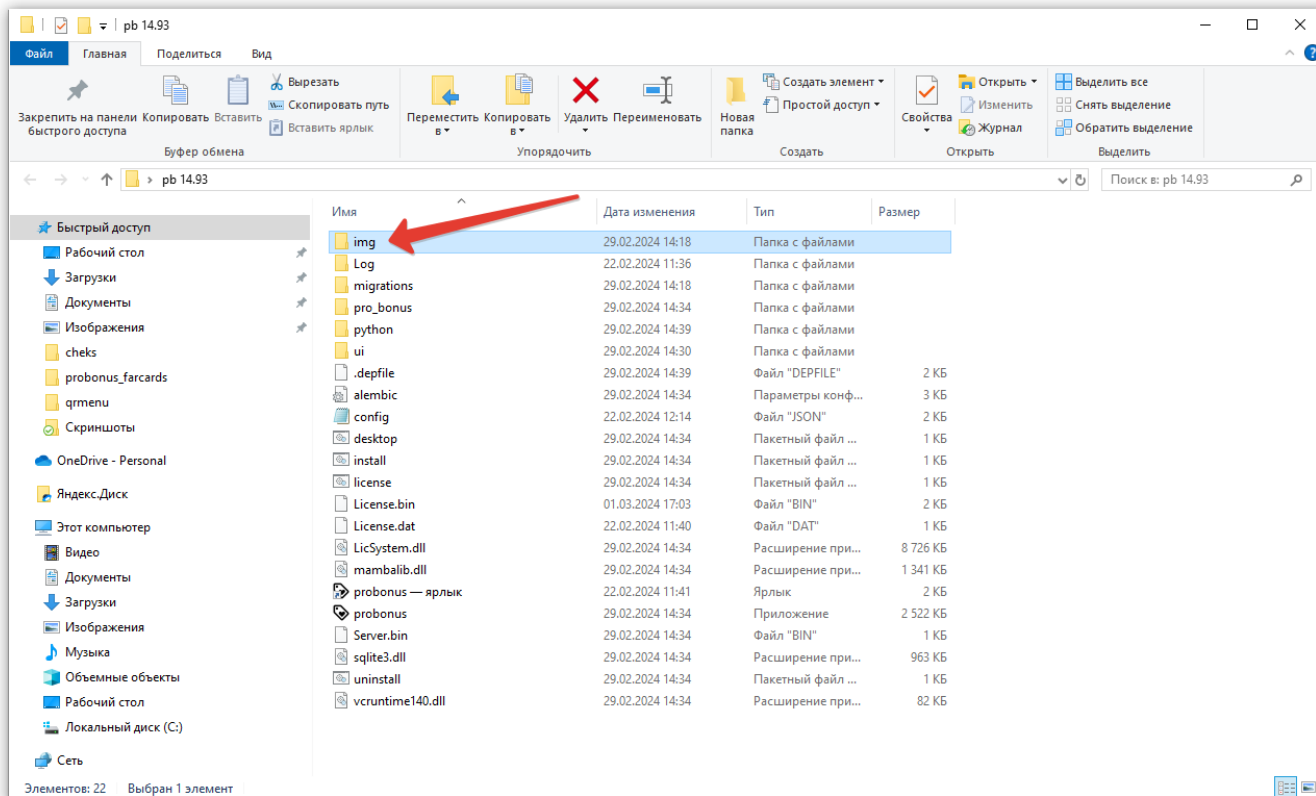 pb 14.93
Файл Главная Поделиться Вид
Закрепить на панели быстрого доступа
Копировать
Вставить
Вырезать
Скопировать путь
Вставить ярлык
Буфер обмена
Переместить в
Копировать в
Удалить
Переименовать
Упорядочить
Новая папка
Создать элемент
Простой доступ
Создать
Свойства
Открыть
Изменить
Журнал
Открыть
Выделить все
Снять выделение
Обратить выделение
Выделить
pb 14.93
Поиск в: pb 14.93
Быстрый доступ
Рабочий стол
Загрузки
Документы
Изображения
cheks
probonus_farcards
qrmenu
Скриншоты
OneDrive - Personal
Яндекс.Диск
Этот компьютер
Видео
Документы
Загрузки
Изображения
Музыка
Объемные объекты
Рабочий стол
Локальный диск (C:)
Сеть
Имя Дата изменения Тип Размер
img 29.02.2024 14:18 Папка с файлами
Log 22.02.2024 11:36 Папка с файлами
migrations 29.02.2024 14:18 Папка с файлами
pro_bonus 29.02.2024 14:34 Папка с файлами
python 29.02.2024 14:39 Папка с файлами
ui 29.02.2024 14:30 Папка с файлами
.depfile 29.02.2024 14:39 Файл "DEPFILE" 2 КБ
alembic 29.02.2024 14:34 Параметры конф... 3 КБ
config 22.02.2024 12:14 Файл "JSON" 2 КБ
desktop 29.02.2024 14:34 Пакетный файл ... 1 КБ
install 29.02.2024 14:34 Пакетный файл ... 1 КБ
license 29.02.2024 14:34 Пакетный файл ... 1 КБ
License.bin 01.03.2024 17:03 Файл "BIN" 2 КБ
License.dat 22.02.2024 11:40 Файл "DAT" 1 КБ
LicSystem.dll 29.02.2024 14:34 Расширение при... 8 726 КБ
mambalib.dll 29.02.2024 14:34 Расширение при... 1 341 КБ
probonus — ярлык 22.02.2024 11:41 Ярлык 2 КБ
probonus 29.02.2024 14:34 Приложение 2 522 КБ
Server.bin 29.02.2024 14:34 Файл "BIN" 1 КБ
sqlite3.dll 29.02.2024 14:34 Расширение при... 963 КБ
uninstall 29.02.2024 14:34 Пакетный файл ... 1 КБ
vcruntime140.dll 29.02.2024 14:34 Расширение при... 82 КБ
Элементов: 22 Выбран 1 элемент